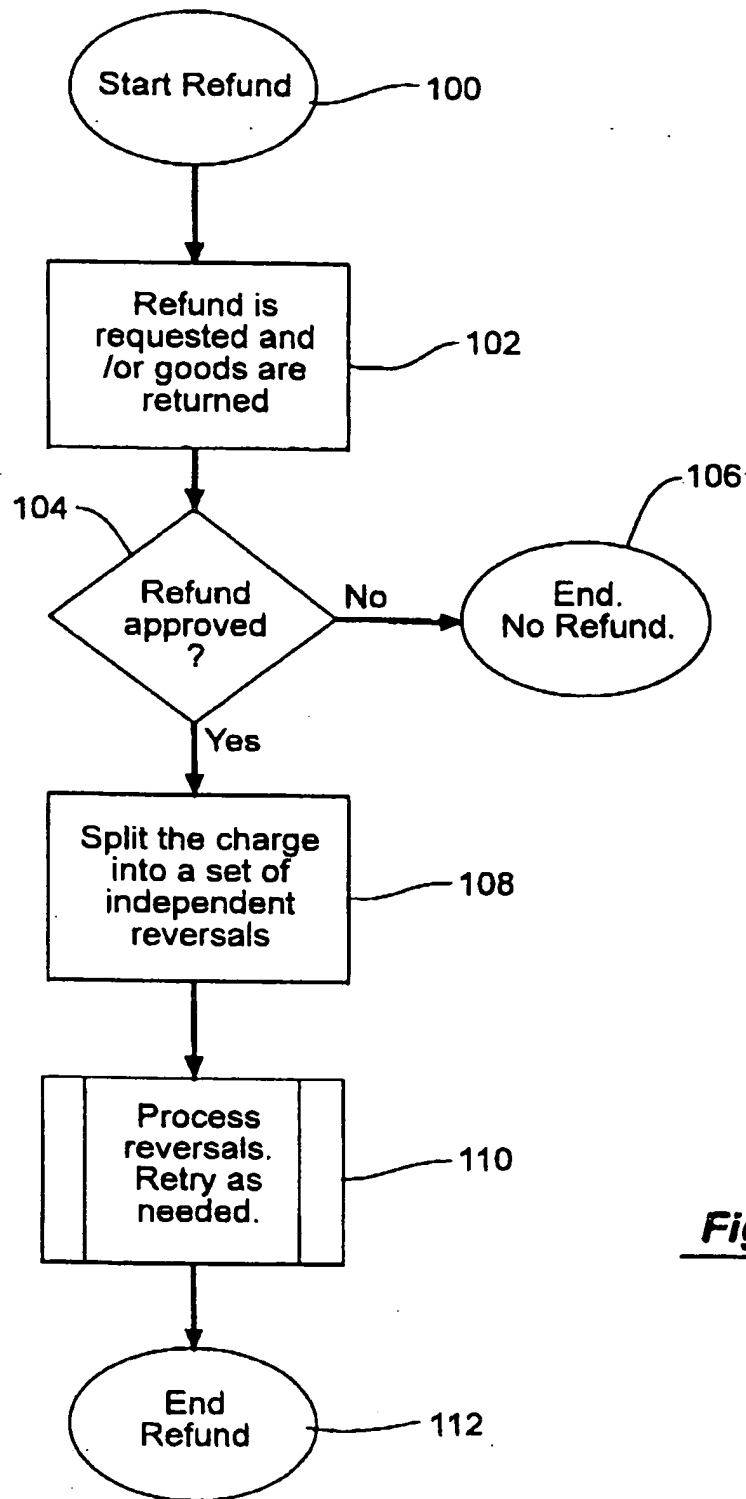 Start Refund
100
Refund is
requested and
/or goods are
returned
102
104
Refund
approved
?
No
106
End.
No Refund.
Yes
Split the charge
into a set of
independent
reversals
108
Process
reversals.
Retry as
needed.
110
End
Refund
112